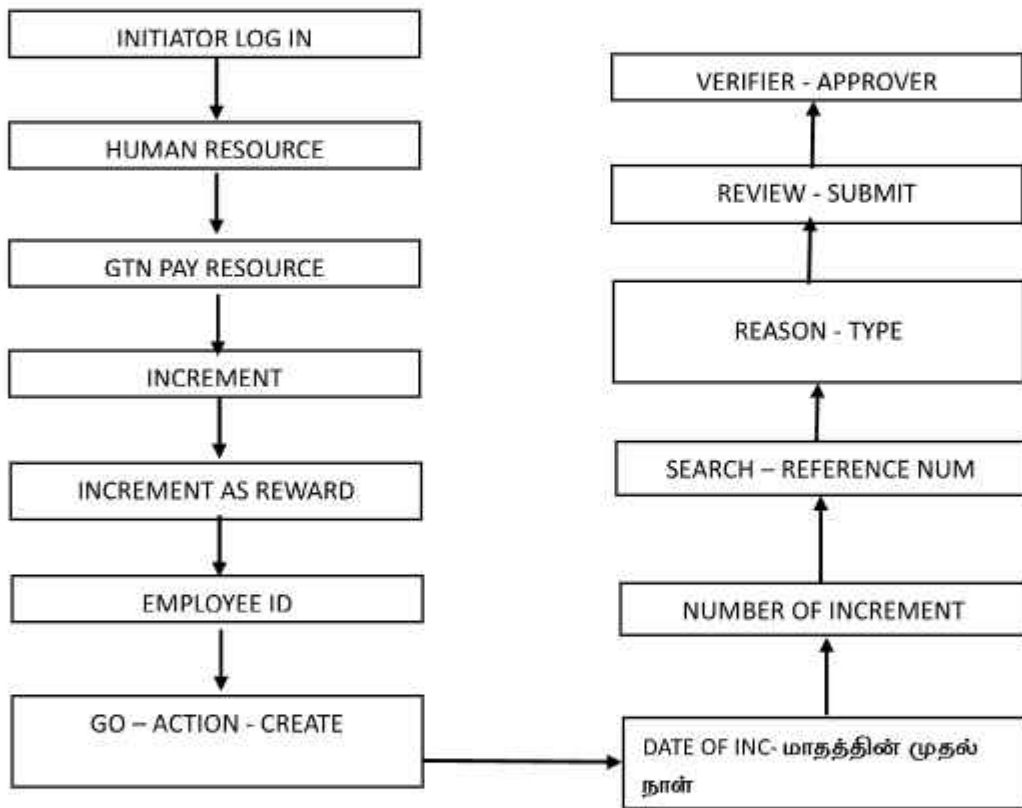 INITIATOR LOG IN
HUMAN RESOURCE
GTN PAY RESOURCE
INCREMENT
INCREMENT AS REWARD
EMPLOYEE ID
GO – ACTION - CREATE
DATE OF INC- மாதத்தின் முதல்
நாள்
NUMBER OF INCREMENT
SEARCH – REFERENCE NUM
REASON - TYPE
REVIEW - SUBMIT
VERIFIER - APPROVER